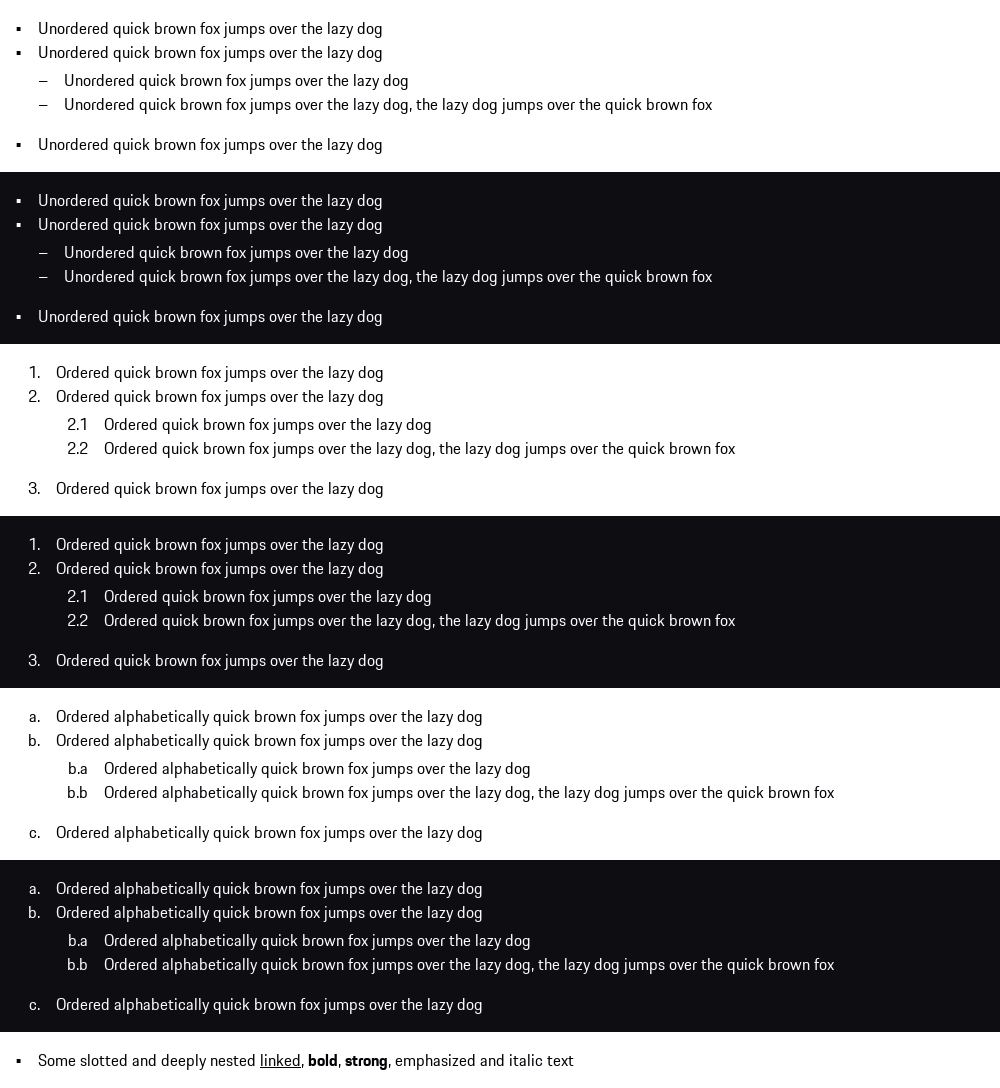 ▪ Unordered quick brown fox jumps over the lazy dog
▪ Unordered quick brown fox jumps over the lazy dog
– Unordered quick brown fox jumps over the lazy dog
– Unordered quick brown fox jumps over the lazy dog, the lazy dog jumps over the quick brown fox
▪ Unordered quick brown fox jumps over the lazy dog
▪ Unordered quick brown fox jumps over the lazy dog
▪ Unordered quick brown fox jumps over the lazy dog
– Unordered quick brown fox jumps over the lazy dog
– Unordered quick brown fox jumps over the lazy dog, the lazy dog jumps over the quick brown fox
▪ Unordered quick brown fox jumps over the lazy dog
1. Ordered quick brown fox jumps over the lazy dog
2. Ordered quick brown fox jumps over the lazy dog
2.1 Ordered quick brown fox jumps over the lazy dog
2.2 Ordered quick brown fox jumps over the lazy dog, the lazy dog jumps over the quick brown fox
3. Ordered quick brown fox jumps over the lazy dog
1. Ordered quick brown fox jumps over the lazy dog
2. Ordered quick brown fox jumps over the lazy dog
2.1 Ordered quick brown fox jumps over the lazy dog
2.2 Ordered quick brown fox jumps over the lazy dog, the lazy dog jumps over the quick brown fox
3. Ordered quick brown fox jumps over the lazy dog
a. Ordered alphabetically quick brown fox jumps over the lazy dog
b. Ordered alphabetically quick brown fox jumps over the lazy dog
b.a Ordered alphabetically quick brown fox jumps over the lazy dog
b.b Ordered alphabetically quick brown fox jumps over the lazy dog, the lazy dog jumps over the quick brown fox
c. Ordered alphabetically quick brown fox jumps over the lazy dog
a. Ordered alphabetically quick brown fox jumps over the lazy dog
b. Ordered alphabetically quick brown fox jumps over the lazy dog
b.a Ordered alphabetically quick brown fox jumps over the lazy dog
b.b Ordered alphabetically quick brown fox jumps over the lazy dog, the lazy dog jumps over the quick brown fox
c. Ordered alphabetically quick brown fox jumps over the lazy dog
▪ Some slotted and deeply nested linked, bold, strong, emphasized and italic text